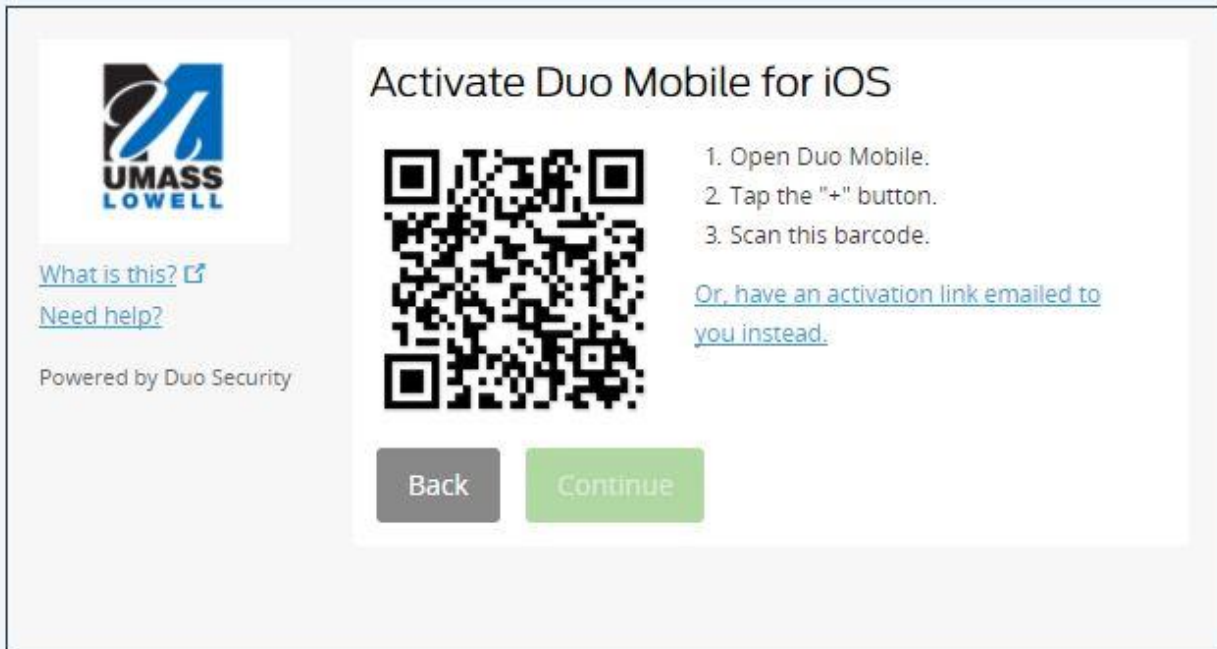 UMASS
LOWELL
What is this?
Need help?
Powered by Duo Security
Activate Duo Mobile for iOS
1. Open Duo Mobile.
2. Tap the "+" button.
3. Scan this barcode.
Or, have an activation link emailed to
you instead.
Back
Continue